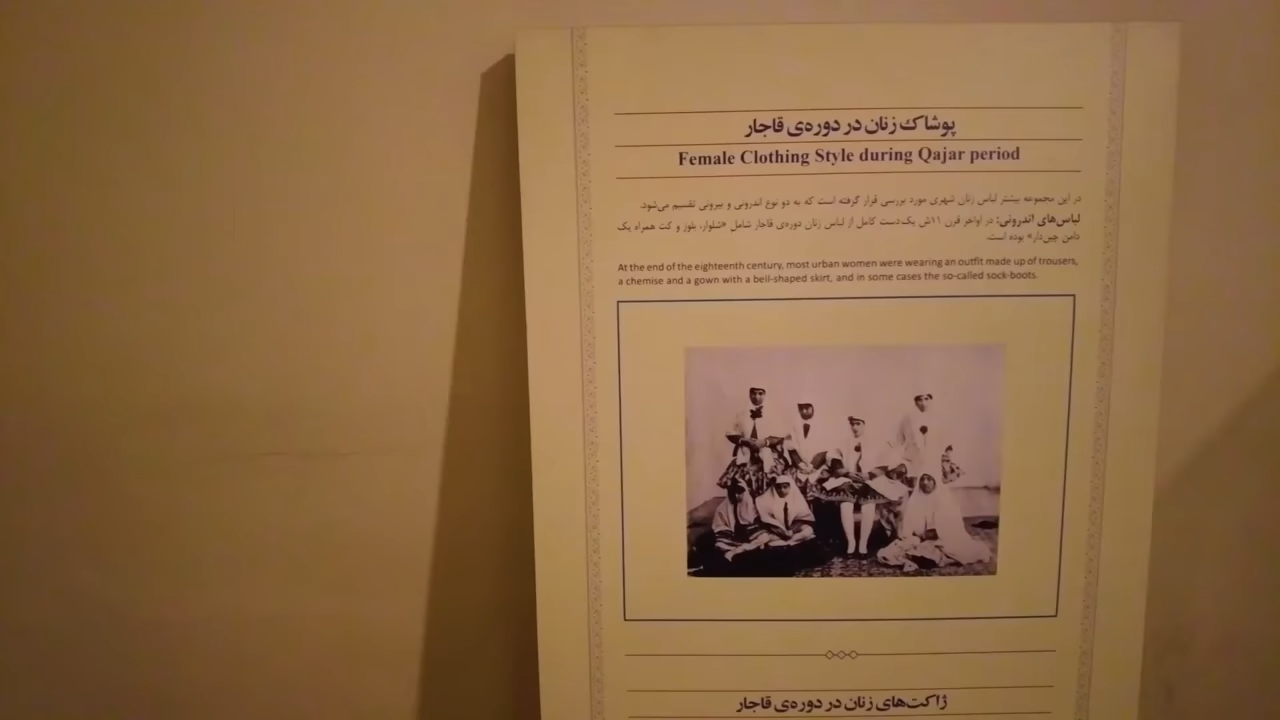 پوشاک زنان در دوره‌ی قاجار
Female Clothing Style during Qajar period
در این مجموعه بیشتر لباس زنان شهری مورد بررسی قرار گرفته است که به دو نوع اندرونی و بیرونی تقسیم می‌شود.
لباس‌های اندرونی: در اواخر قرن ۱۱ش یک‌دست کامل از لباس زنان دوره‌ی قاجار شامل «شلوار، بلوز و کت همراه یک
دامن چین‌دار» بوده است.
At the end of the eighteenth century, most urban women were wearing an outfit made up of trousers,
a chemise and a gown with a bell-shaped skirt, and in some cases the so-called sock-boots.
ژاکت‌های زنان در دوره‌ی قاجار